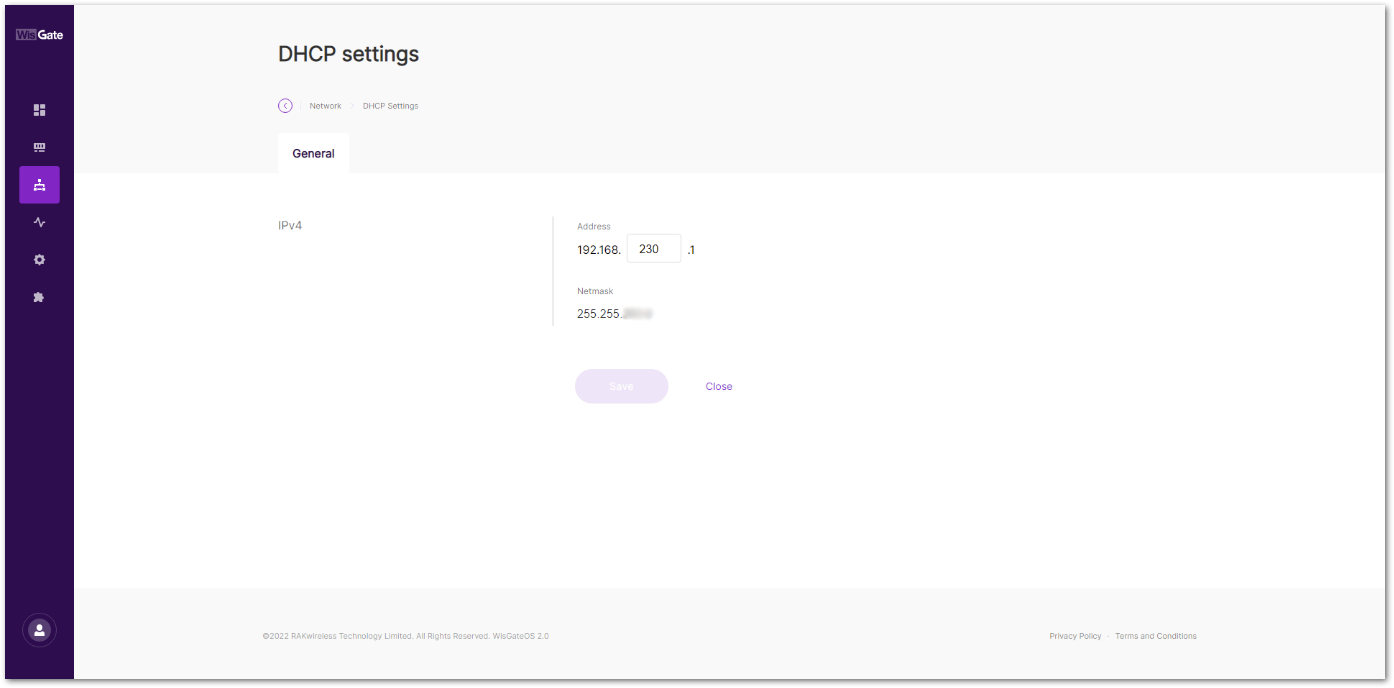 WisGate
DHCP settings
Network
DHCP Settings
General
IPv4
Address
192.168. 230 .1
Netmask
255.255.
Save
Close
©2022 RAKwireless Technology Limited. All Rights Reserved. WisGateOS 2.0
Privacy Policy · Terms and Conditions